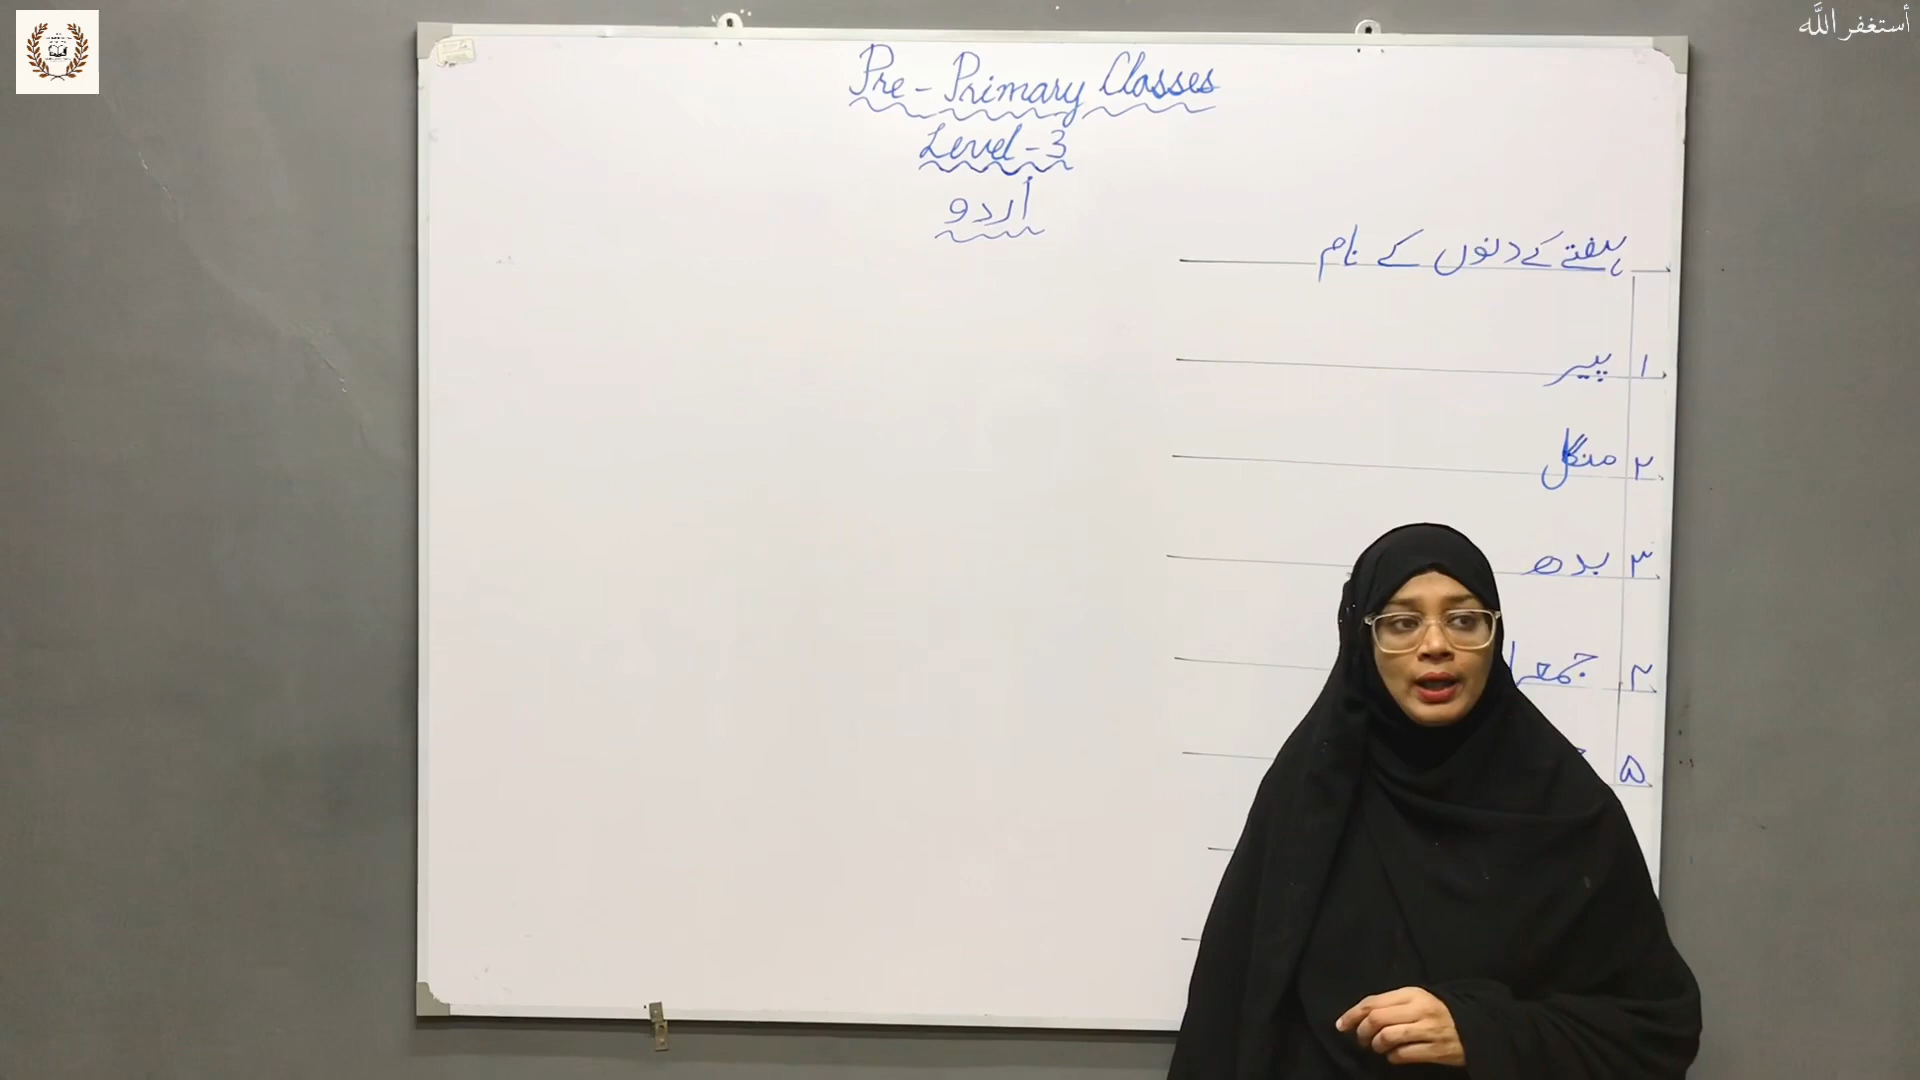 أستغفر الله
Pre-Primary Classes
Level-3
اُردو
ہفتے کے دنوں کے نام
۱ پیر
۲ منگل
۳ بدھ
۴
۵